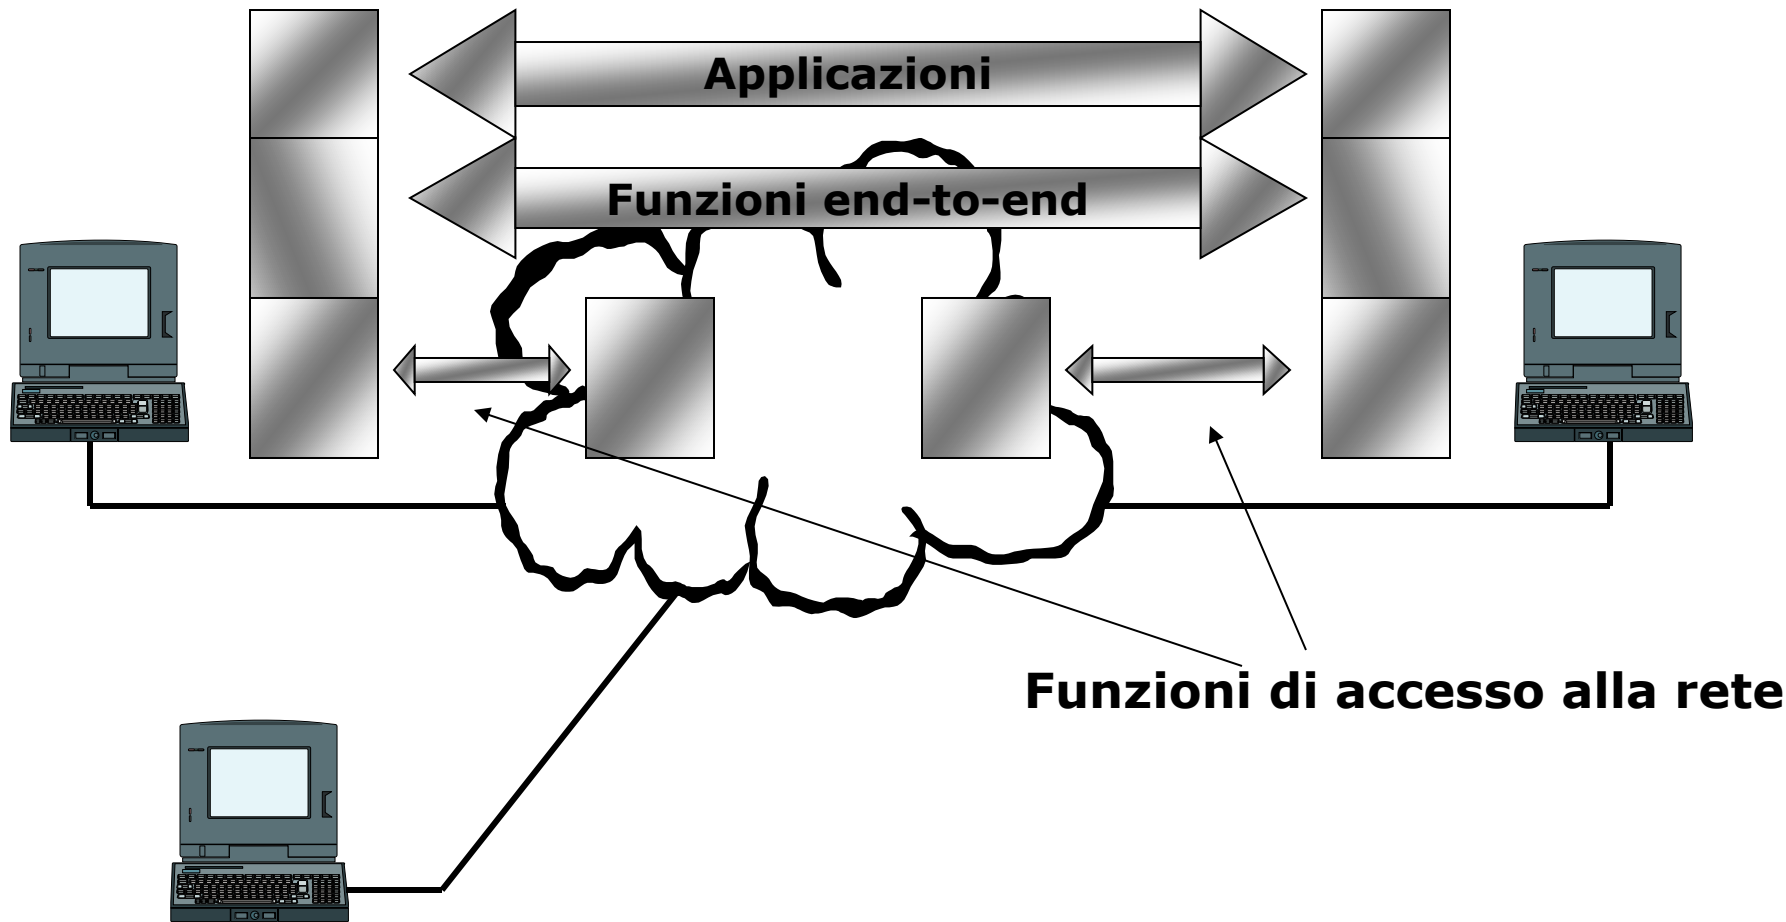 Applicazioni
Funzioni end-to-end
Funzioni di accesso alla rete